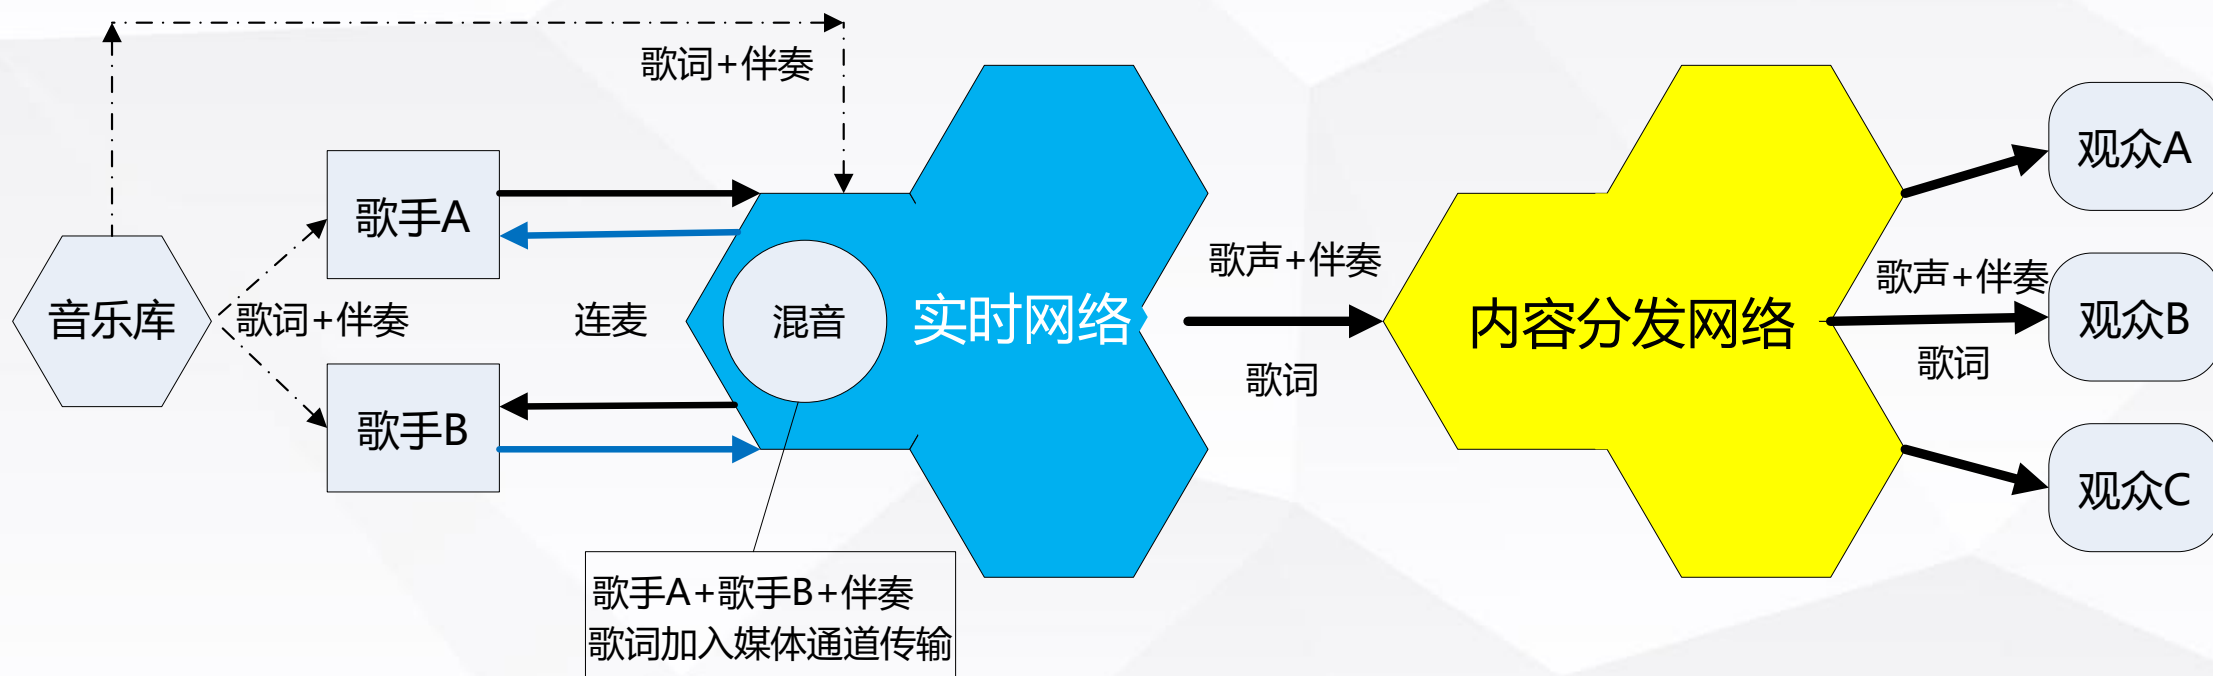 歌词+伴奏
歌手A
音乐库
歌词+伴奏
歌手B
连麦
混音
实时网络
歌手A+歌手B+伴奏
歌词加入媒体通道传输
歌声+伴奏
歌词
内容分发网络
歌声+伴奏
歌词
观众A
观众B
观众C